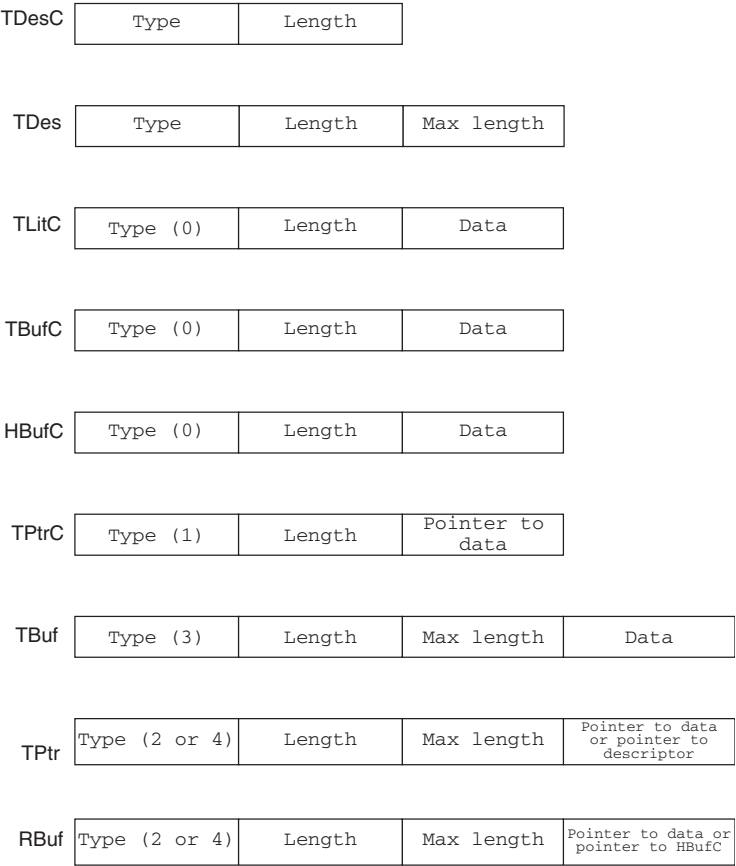 TDesC Type Length
TDes Type Length Max length
TLitC Type (0) Length Data
TBufC Type (0) Length Data
HBufC Type (0) Length Data
TPtrC Type (1) Length Pointer to
data
TBuf Type (3) Length Max length Data
TPtr Type (2 or 4) Length Max length Pointer to data
or pointer to
descriptor
RBuf Type (2 or 4) Length Max length Pointer to data or
pointer to HBufC